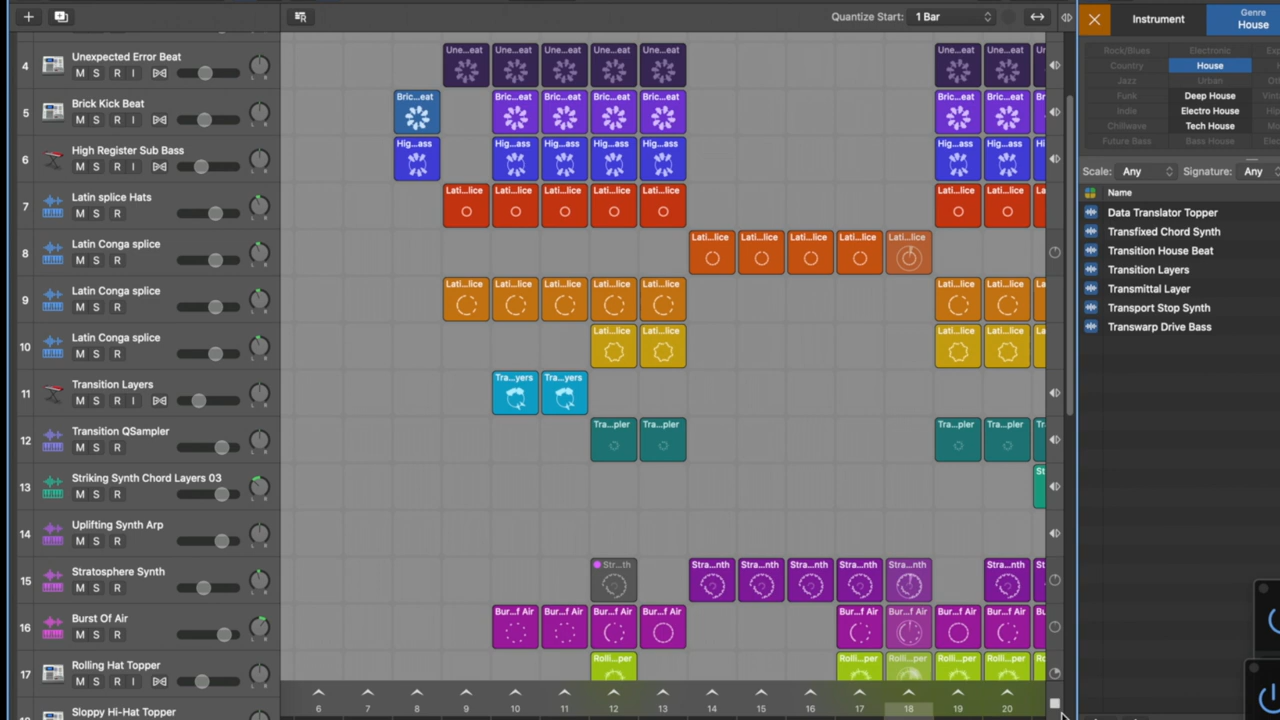 Quantize Start: 1 Bar
Instrument
Genre
House
4 Unexpected Error Beat
M S R I
Une...eat Une...eat Une...eat Une...eat Une...eat Une...eat Une...eat
Rock/Blues Electronic
Country House
Jazz Urban
Funk Deep House
Indie Electro House
Chillwave Tech House
Future Bass Bass House
5 Brick Kick Beat
M S R I
Bric...eat Bric...eat Bric...eat Bric...eat Bric...eat Bric...eat Bric...eat
6 High Register Sub Bass
M S R I
Hig...ass Hig...ass Hig...ass Hig...ass Hig...ass Hig...ass Hig...ass
Scale: Any Signature: Any
Name
Data Translator Topper
Transfixed Chord Synth
Transition House Beat
Transition Layers
Transmittal Layer
Transport Stop Synth
Transwarp Drive Bass
7 Latin splice Hats
M S R
Lati...lice Lati...lice Lati...lice Lati...lice Lati...lice Lati...lice Lati...lice
8 Latin Conga splice
M S R
Lati...lice Lati...lice Lati...lice Lati...lice Lati...lice
9 Latin Conga splice
M S R
Lati...lice Lati...lice Lati...lice Lati...lice Lati...lice Lati...lice Lati...lice
10 Latin Conga splice
M S R
Lati...lice Lati...lice Lati...lice Lati...lice
11 Transition Layers
M S R I
Tra...yers Tra...yers
12 Transition QSampler
M S R
Tra...pler Tra...pler Tra...pler Tra...pler
13 Striking Synth Chord Layers 03
M S R
St
14 Uplifting Synth Arp
M S R
15 Stratosphere Synth
M S R
Str...th Stra...nth Stra...nth Stra...nth Stra...nth Stra...nth Stra...nth
16 Burst Of Air
M S R
Bur...f Air Bur...f Air Bur...f Air Bur...f Air Bur...f Air Bur...f Air Bur...f Air Bur...f Air
17 Rolling Hat Topper
M S R I
Rolli...per Rolli...per Rolli...per Rolli...per Rolli...per
Sloppy Hi-Hat Topper
6 7 8 9 10 11 12 13 14 15 16 17 18 19 20